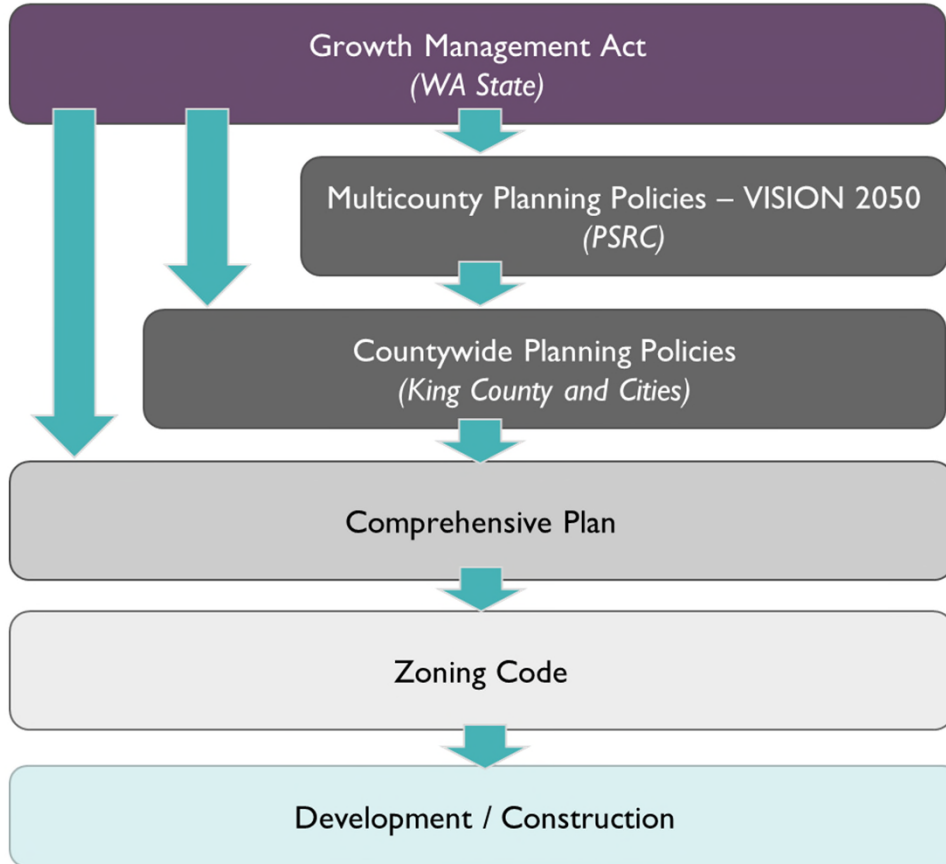 Growth Management Act
(WA State)
Multicounty Planning Policies – VISION 2050
(PSRC)
Countywide Planning Policies
(King County and Cities)
Comprehensive Plan
Zoning Code
Development / Construction